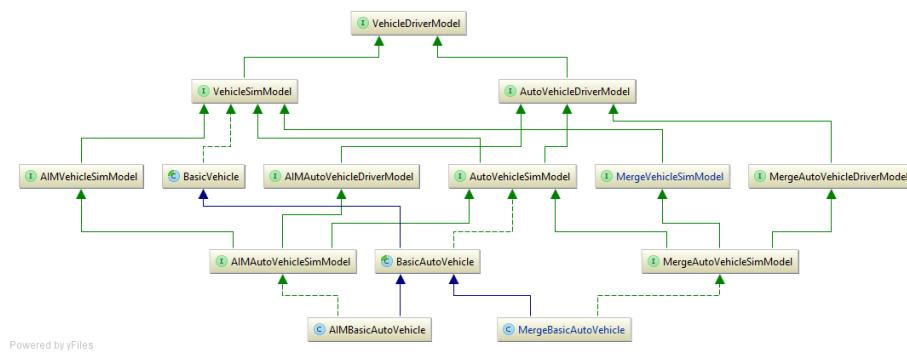 I VehicleDriverModel
I VehicleSimModel
I AutoVehicleDriverModel
I AIMVehicleSimModel
C BasicVehicle
I AIMAutoVehicleDriverModel
I AutoVehicleSimModel
I MergeVehicleSimModel
I MergeAutoVehicleDriverModel
I AIMAutoVehicleSimModel
C BasicAutoVehicle
I MergeAutoVehicleSimModel
C AIMBasicAutoVehicle
C MergeBasicAutoVehicle
Powered by yFiles